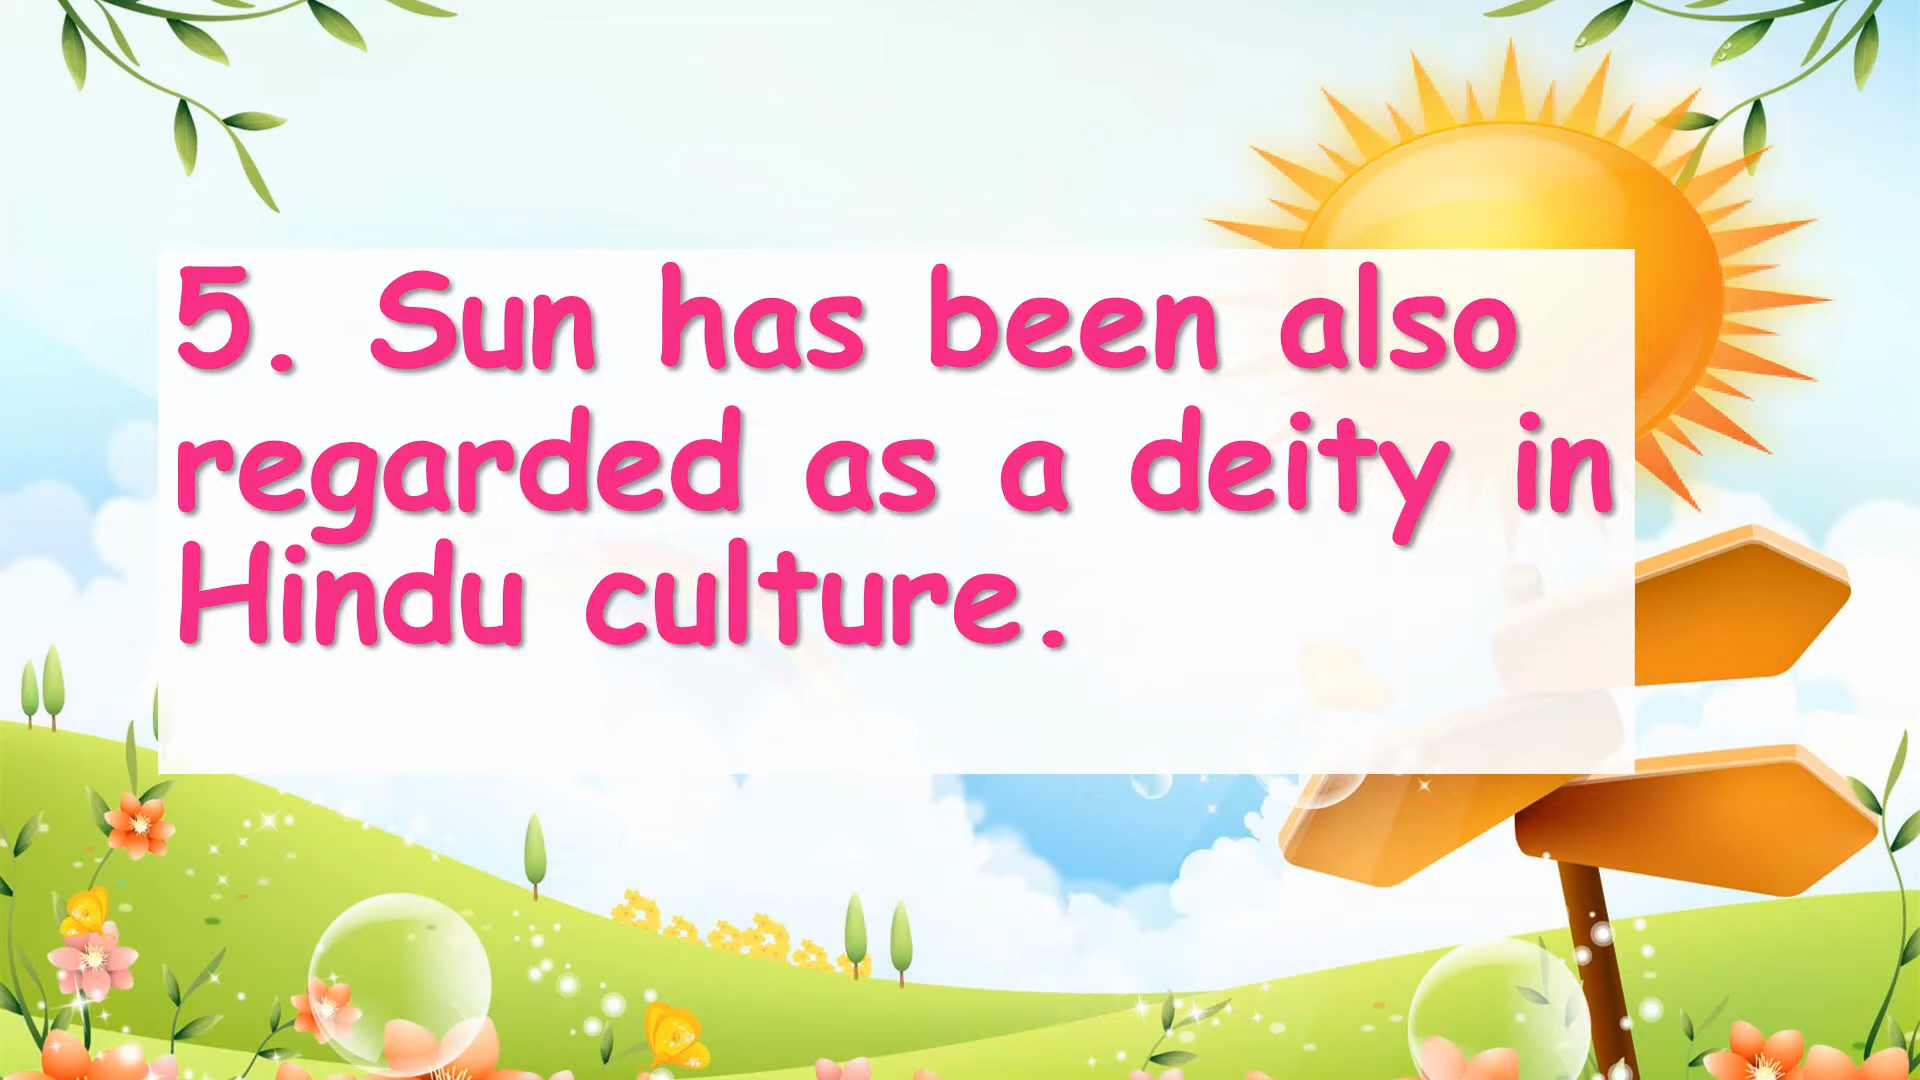 5. Sun has been also
regarded as a deity in
Hindu culture.